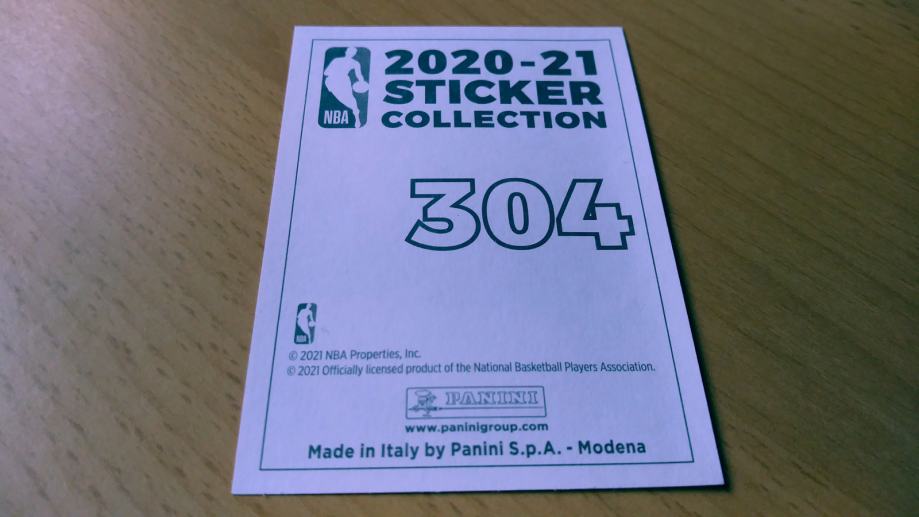 2020-21
STICKER
COLLECTION
NBA
304
NBA
© 2021 NBA Properties, Inc.
© 2021 Officially licensed product of the National Basketball Players Association.
PANINI
www.paninigroup.com
Made in Italy by Panini S.p.A. - Modena